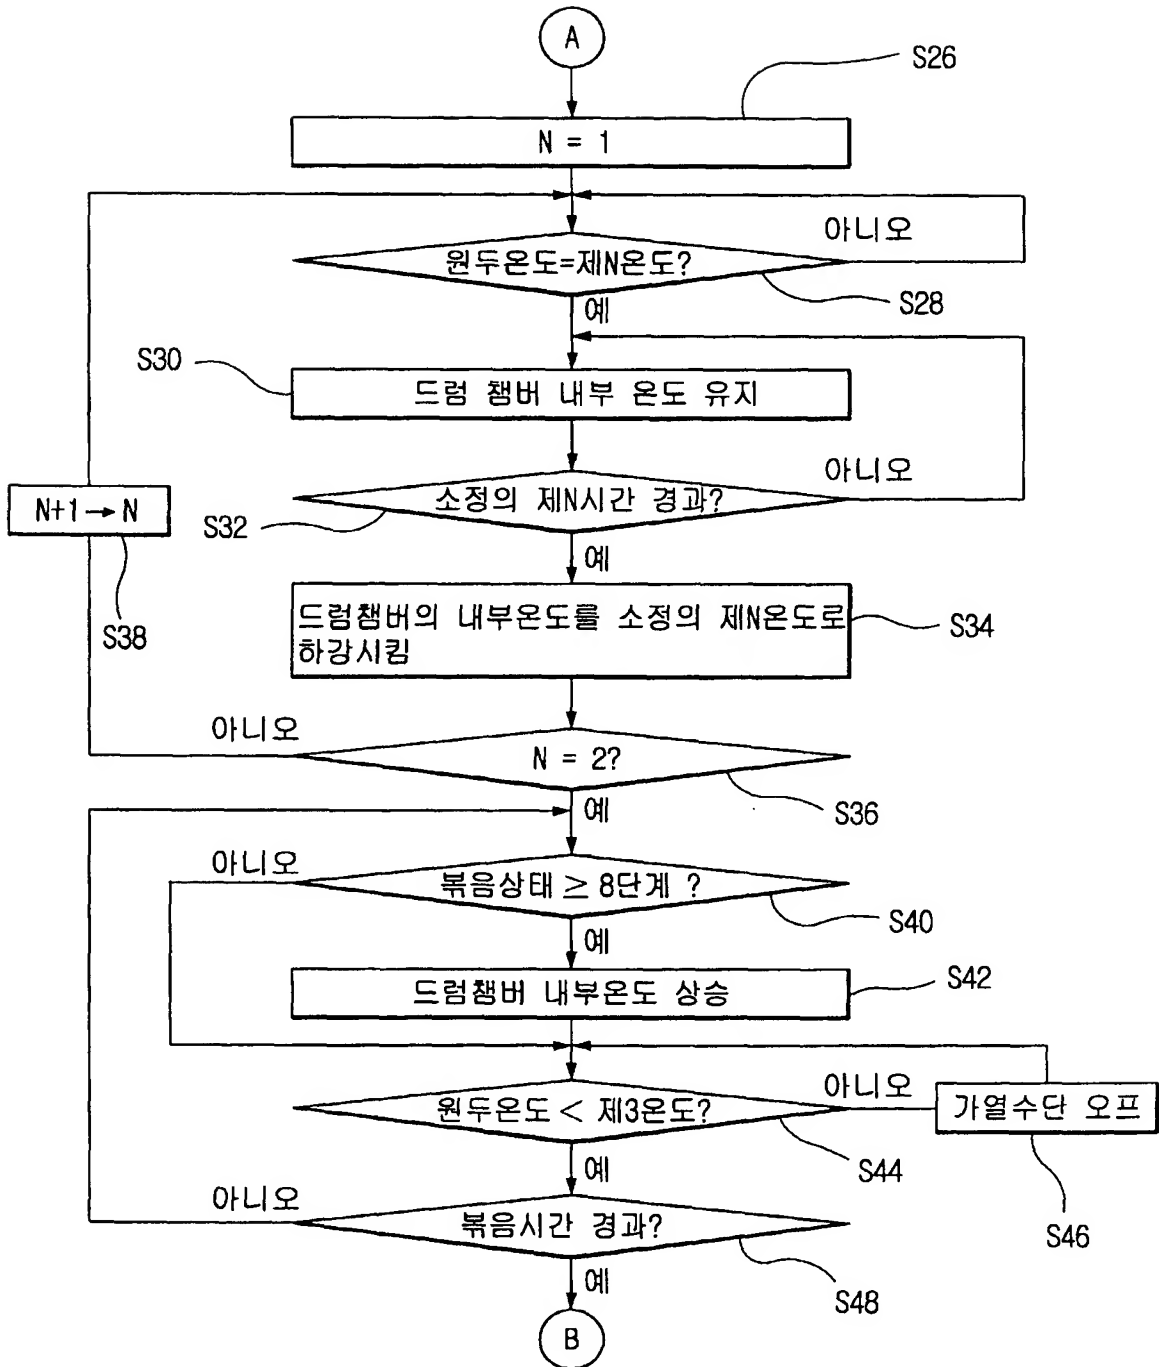 A
S26
N = 1
아니오
원두온도=제N온도?
S28
예
S30
드럼 챔버 내부 온도 유지
아니오
소정의 제N시간 경과?
N+1→N
S32
예
S38
드럼챔버의 내부온도를 소정의 제N온도로
하강시킴
S34
아니오
N = 2?
S36
예
아니오
볶음상태 ≥ 8단계 ?
S40
예
드럼챔버 내부온도 상승
S42
아니오
원두온도 < 제3온도?
가열수단 오프
S44
예
S46
아니오
볶음시간 경과?
S48
예
B